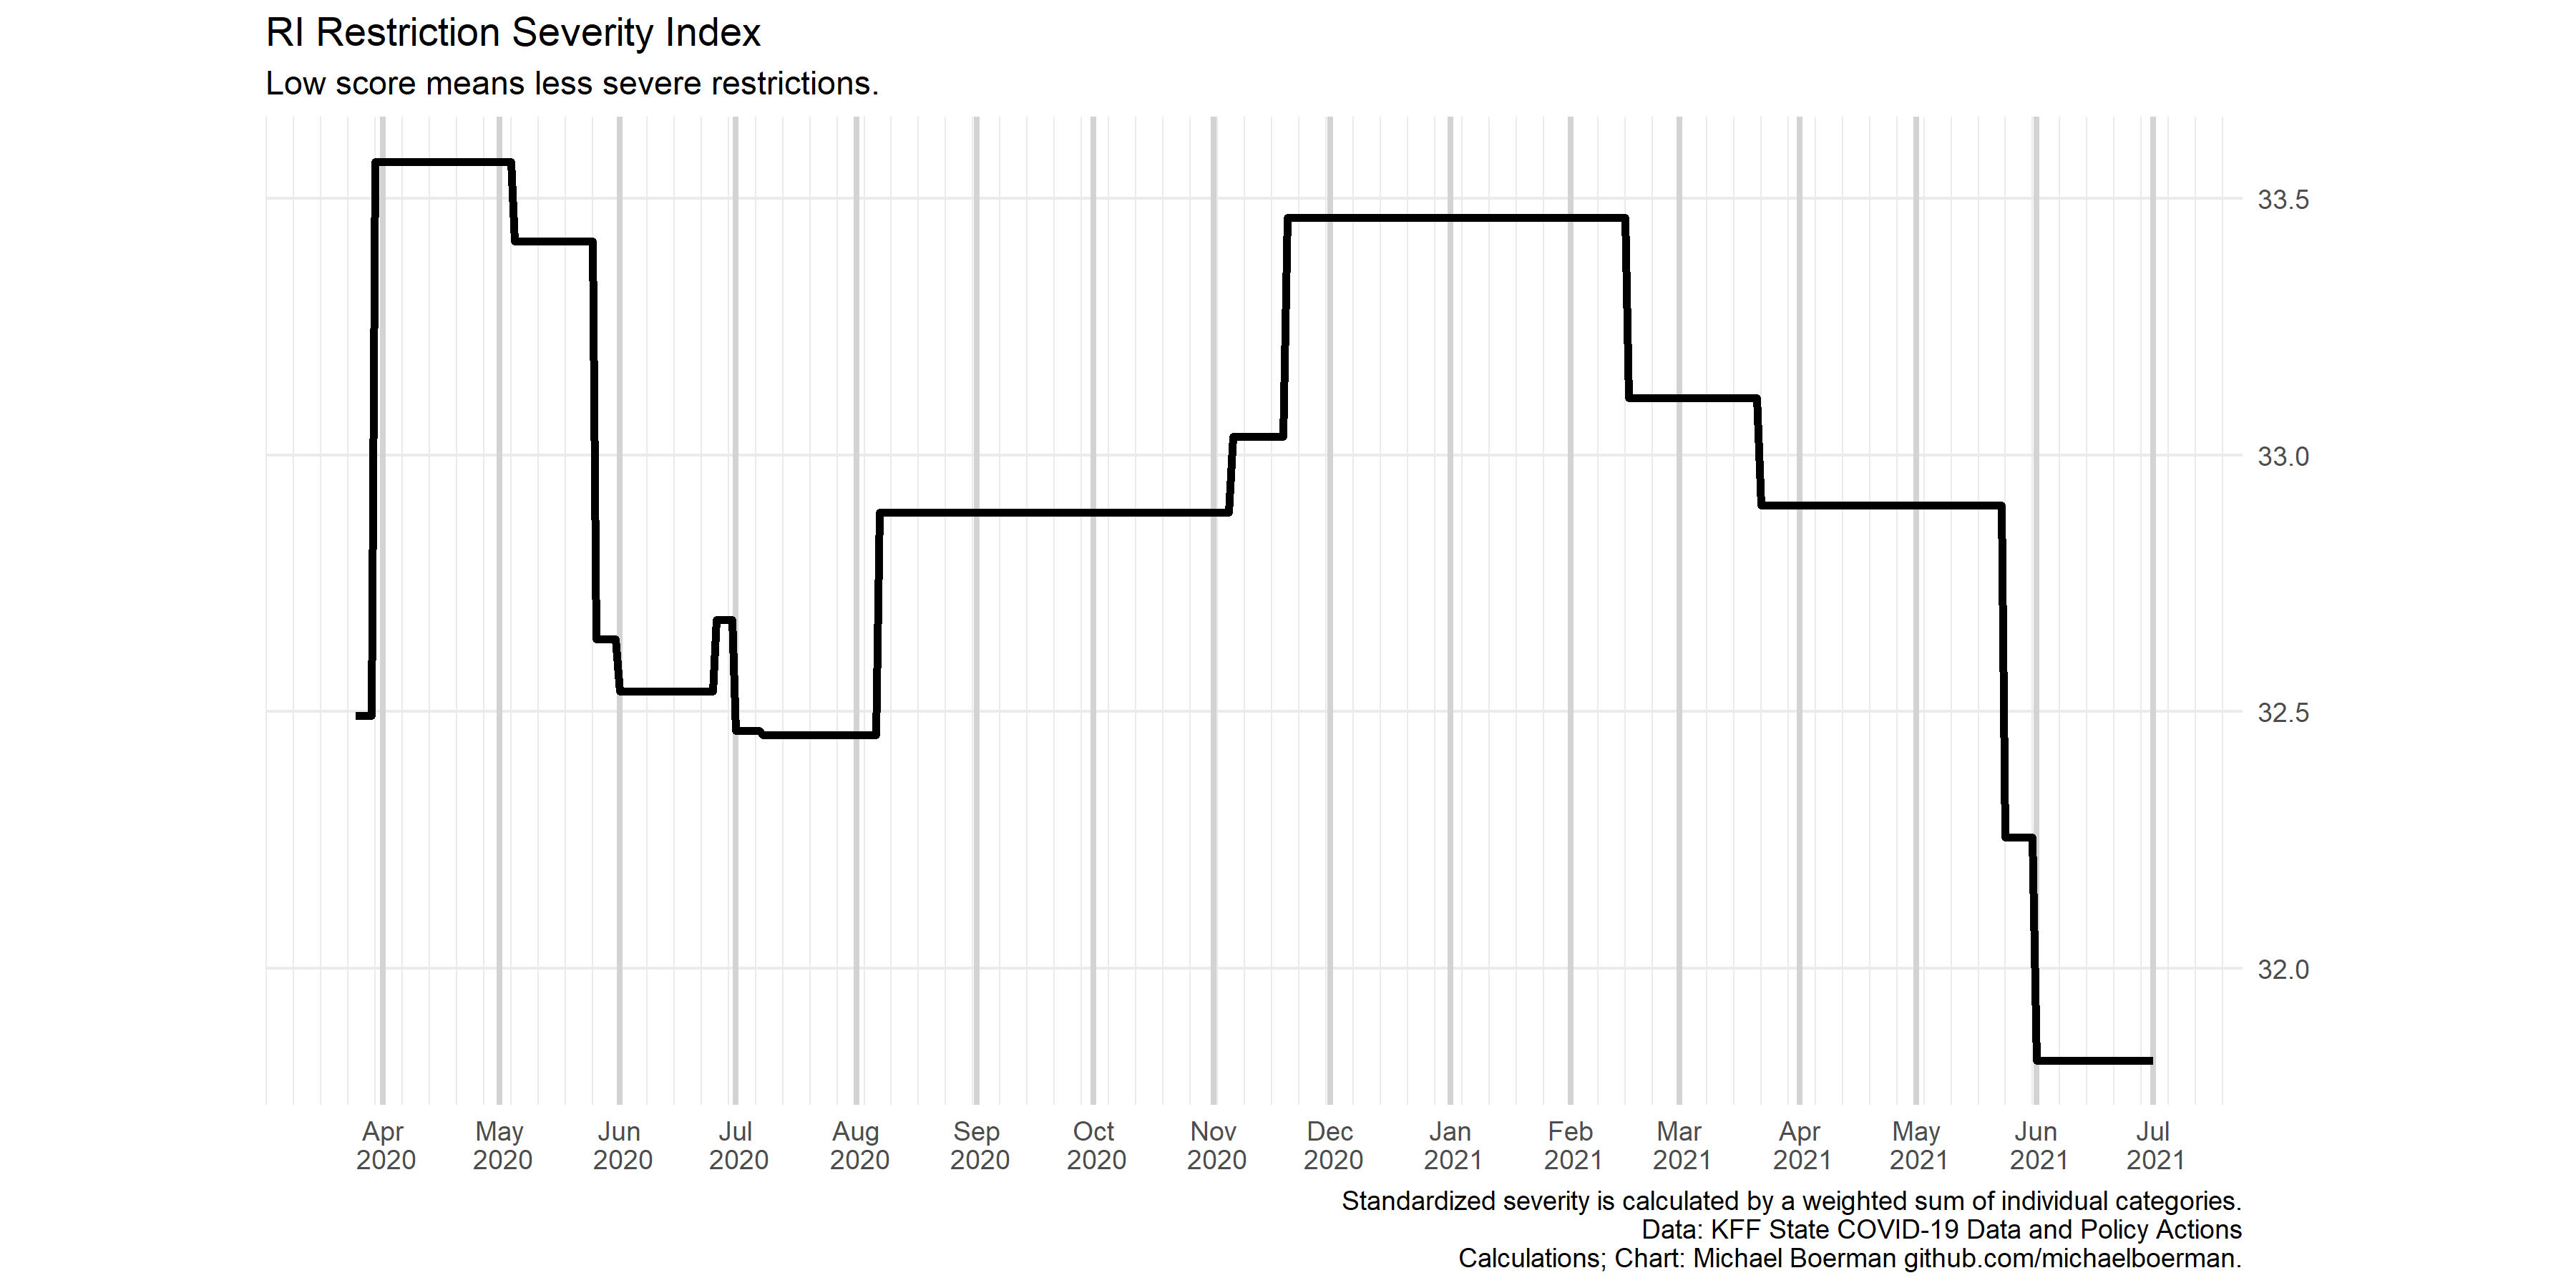 RI Restriction Severity Index
Low score means less severe restrictions.
33.5
33.0
32.5
32.0
Apr May Jun Jul Aug Sep Oct Nov Dec Jan Feb Mar Apr May Jun Jul
2020 2020 2020 2020 2020 2020 2020 2020 2020 2021 2021 2021 2021 2021 2021 2021
Standardized severity is calculated by a weighted sum of individual categories.
Data: KFF State COVID-19 Data and Policy Actions
Calculations; Chart: Michael Boerman github.com/michaelboerman.